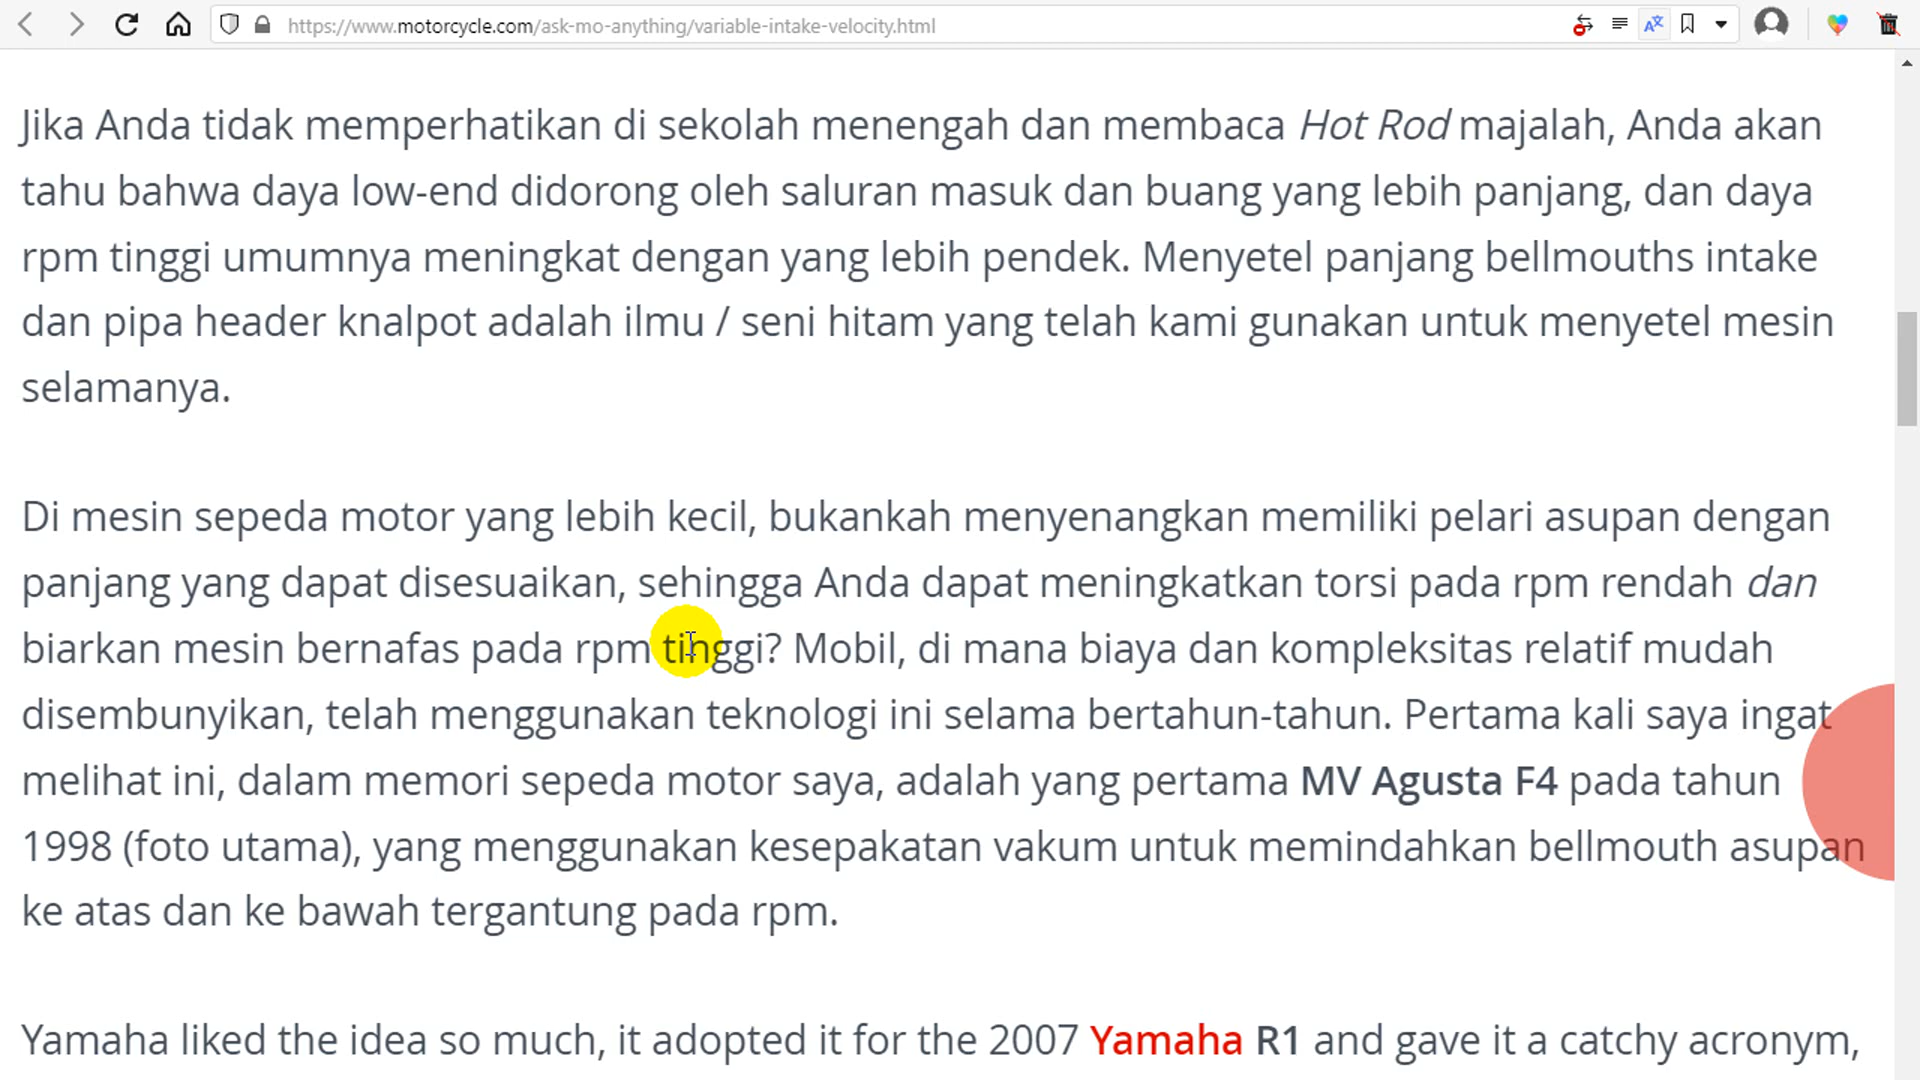 https://www.motorcycle.com/ask-mo-anything/variable-intake-velocity.html
Jika Anda tidak memperhatikan di sekolah menengah dan membaca Hot Rod majalah, Anda akan
tahu bahwa daya low-end didorong oleh saluran masuk dan buang yang lebih panjang, dan daya
rpm tinggi umumnya meningkat dengan yang lebih pendek. Menyetel panjang bellmouths intake
dan pipa header knalpot adalah ilmu / seni hitam yang telah kami gunakan untuk menyetel mesin
selamanya.
Di mesin sepeda motor yang lebih kecil, bukankah menyenangkan memiliki pelari asupan dengan
panjang yang dapat disesuaikan, sehingga Anda dapat meningkatkan torsi pada rpm rendah dan
biarkan mesin bernafas pada rpm tinggi? Mobil, di mana biaya dan kompleksitas relatif mudah
disembunyikan, telah menggunakan teknologi ini selama bertahun-tahun. Pertama kali saya ingat
melihat ini, dalam memori sepeda motor saya, adalah yang pertama MV Agusta F4 pada tahun
1998 (foto utama), yang menggunakan kesepakatan vakum untuk memindahkan bellmouth asupan
ke atas dan ke bawah tergantung pada rpm.
Yamaha liked the idea so much, it adopted it for the 2007 Yamaha R1 and gave it a catchy acronym,